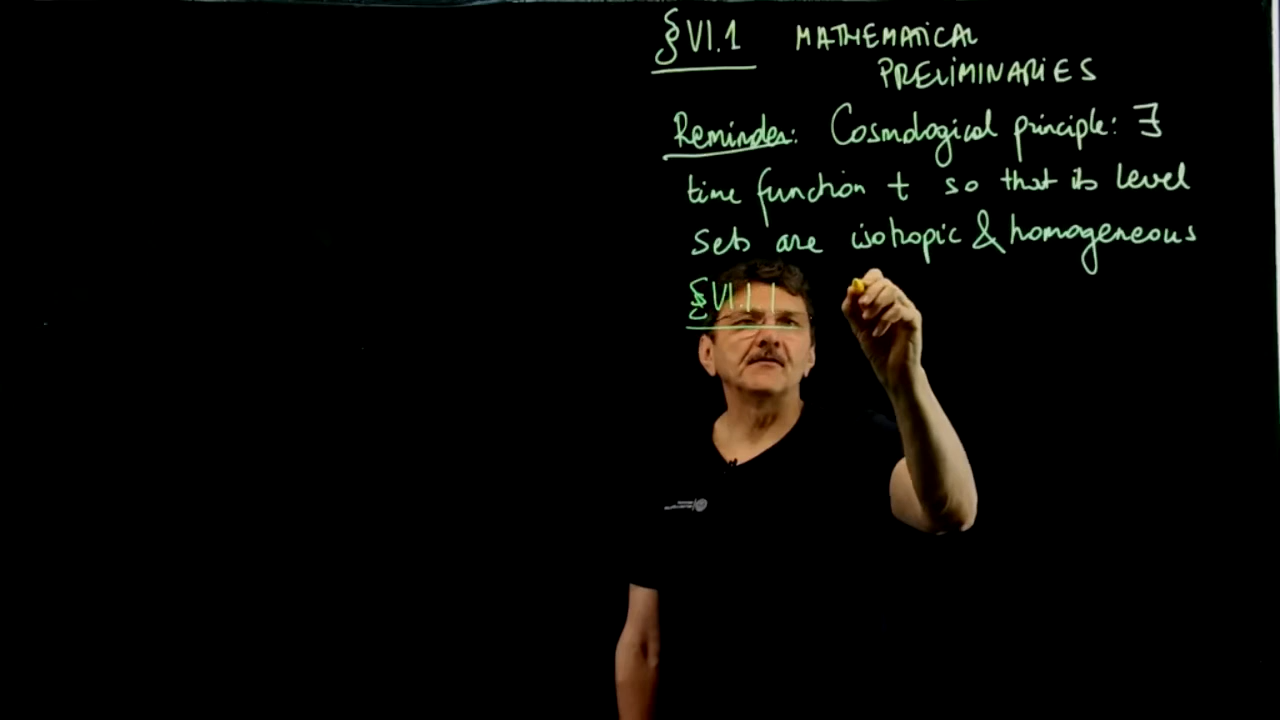 §VI.1 MATHEMATICAL
PRELIMINARIES
Reminder: Cosmological principle: ∃
time function t so that its level
sets are isotropic & homogeneous
§VI.1.1